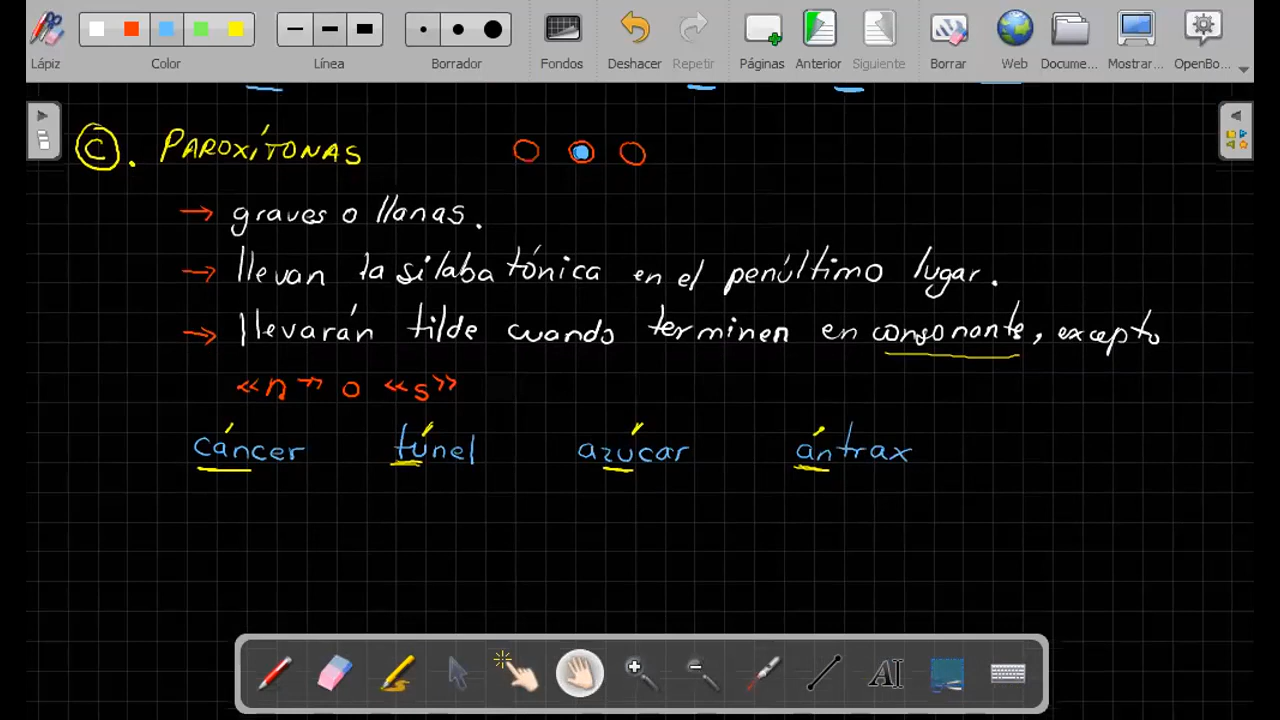 Lápiz Color Línea Borrador Fondos Deshacer Repetir Páginas Anterior Siguiente Borrar Web Docume... Mostrar... OpenBo...
C. PAROXÍTONAS
→ graves o llanas.
→ llevan la sílaba tónica en el penúltimo lugar.
→ llevarán tilde cuando terminen en consonante, excepto
«n» o «s»
cáncer túnel azúcar ántrax
AI